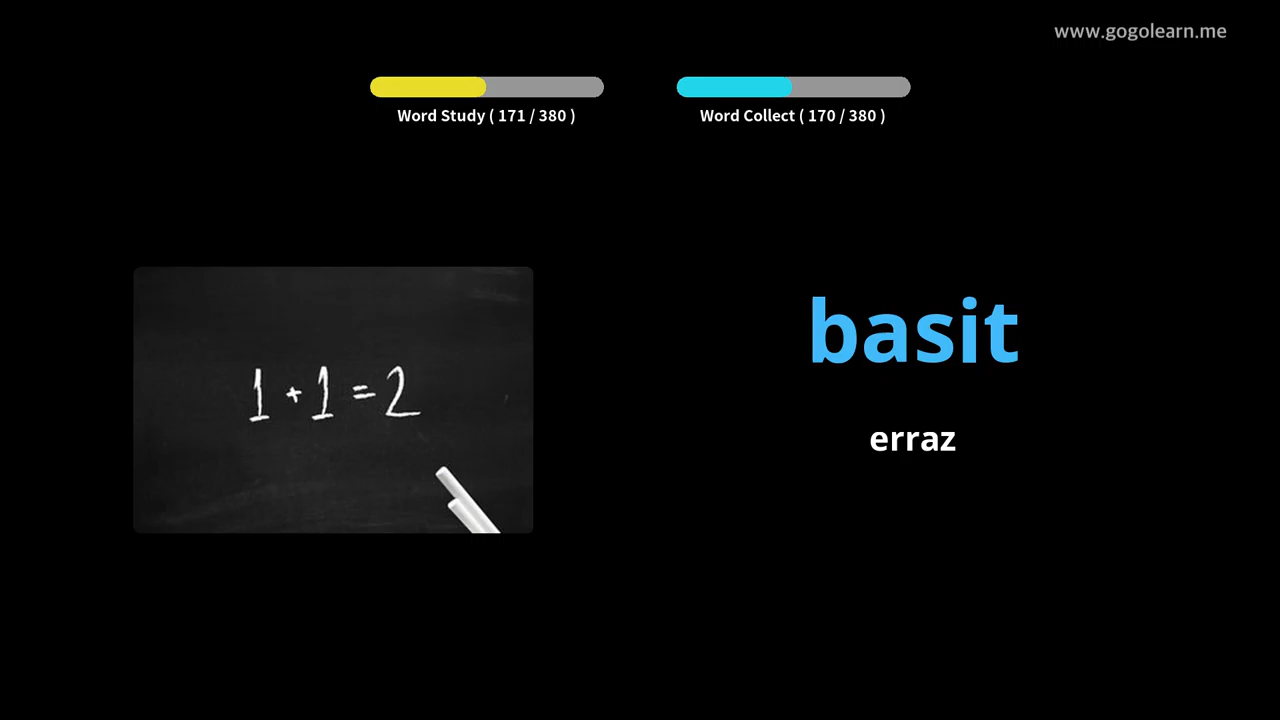 www.gogolearn.me
Word Study ( 171 / 380 )
Word Collect ( 170 / 380 )
1 + 1 = 2
basit
erraz